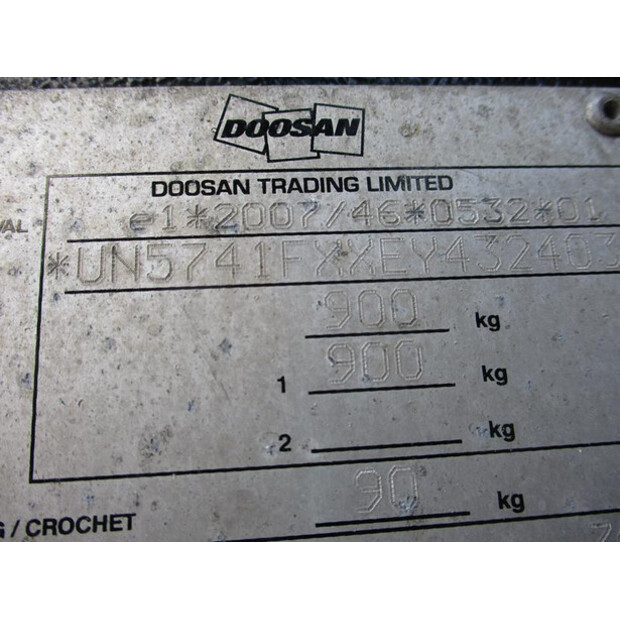 DOOSAN
DOOSAN TRADING LIMITED
VAL e1*2007/46*0532*01
*UN5741FXXEY432403
900 kg
1 900 kg
2 kg
G / CROCHET 90 kg